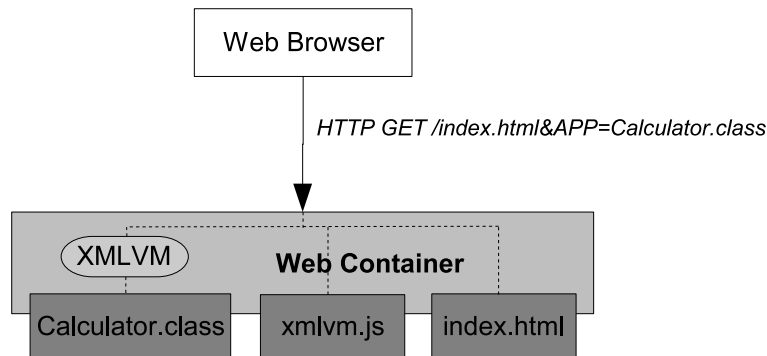 Web Browser
HTTP GET /index.html&APP=Calculator.class
XMLVM
Web Container
Calculator.class
xmlvm.js
index.html